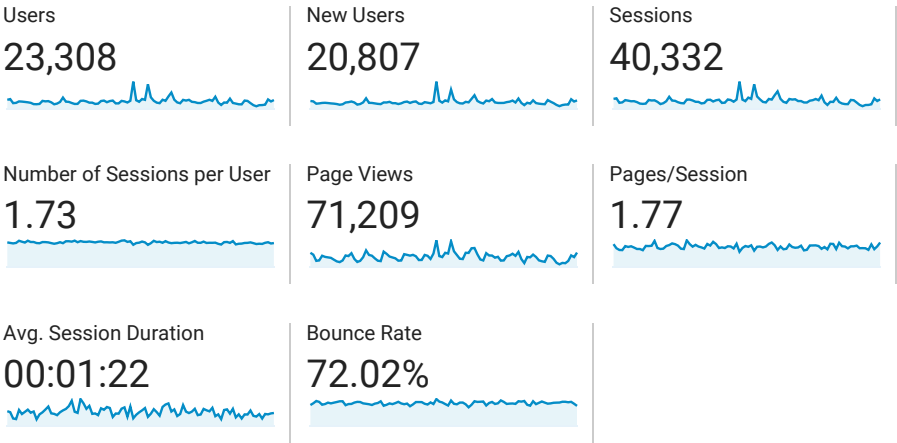 Users
23,308
New Users
20,807
Sessions
40,332
Number of Sessions per User
1.73
Page Views
71,209
Pages/Session
1.77
Avg. Session Duration
00:01:22
Bounce Rate
72.02%